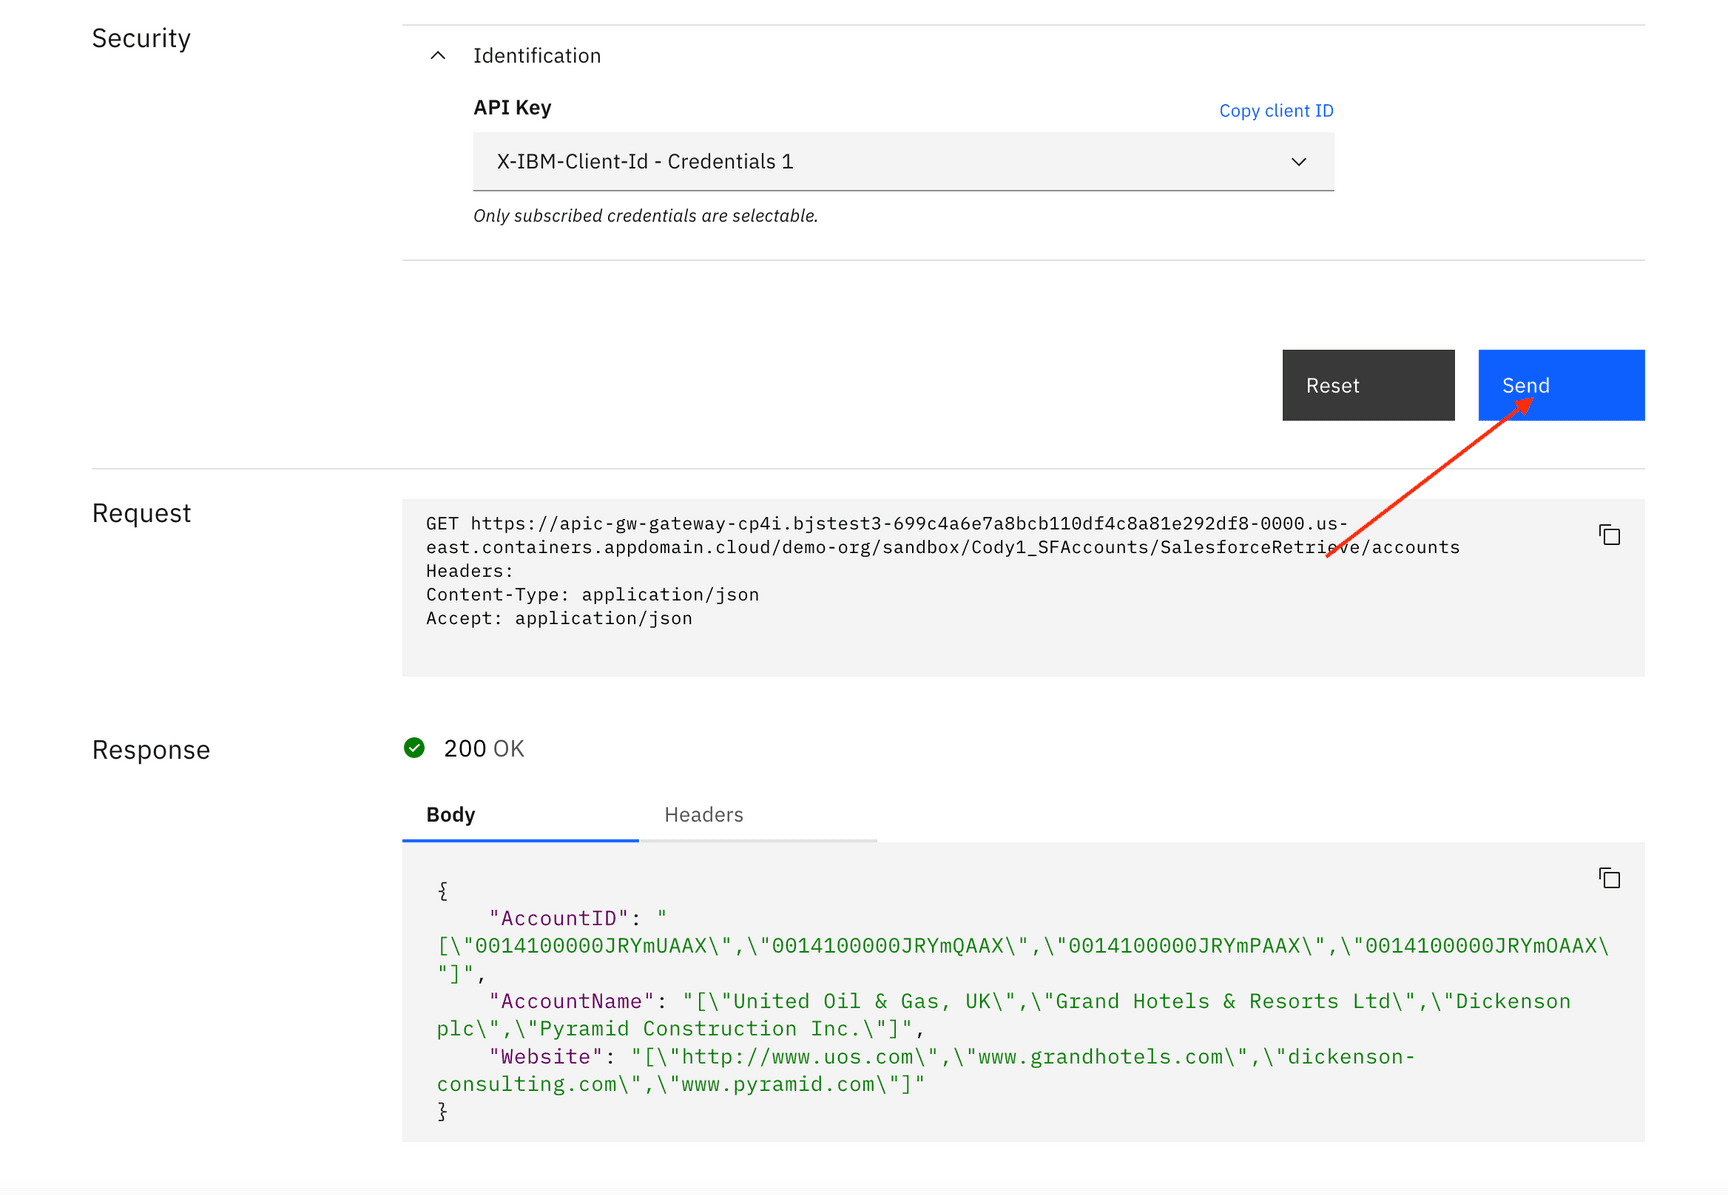 Security
Identification
API Key
Copy client ID
X-IBM-Client-Id - Credentials 1
Only subscribed credentials are selectable.
Reset
Send
Request
GET https://apic-gw-gateway-cp4i.bjstest3-699c4a6e7a8bcb110df4c8a81e292df8-0000.us-
east.containers.appdomain.cloud/demo-org/sandbox/Cody1_SFAccounts/SalesforceRetrieve/accounts
Headers:
Content-Type: application/json
Accept: application/json
Response
200 OK
Body
Headers
{
"AccountID": "
[\"0014100000JRYmUAAX\",\"0014100000JRYmQAAX\",\"0014100000JRYmPAAX\",\"0014100000JRYmOAAX\
"]",
"AccountName": "[\"United Oil & Gas, UK\",\"Grand Hotels & Resorts Ltd\",\"Dickenson
plc\",\"Pyramid Construction Inc.\"]",
"Website": "[\"http://www.uos.com\",\"www.grandhotels.com\",\"dickenson-
consulting.com\",\"www.pyramid.com\"]"
}